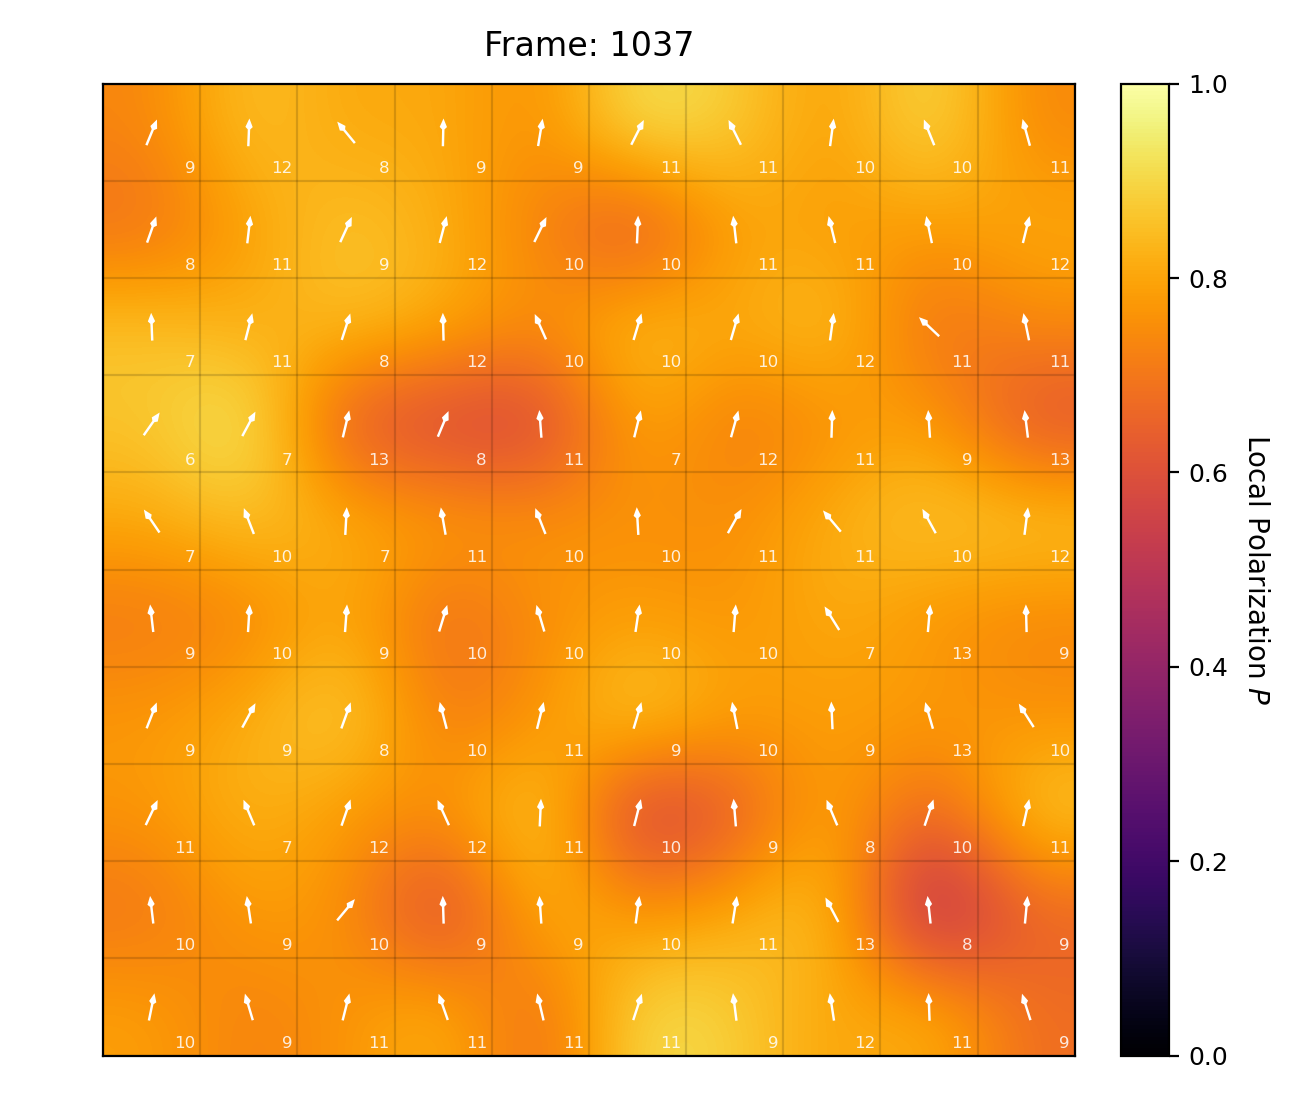 Frame: 1037
9 12 8 9 9 11 11 10 10 11
8 11 9 12 10 10 11 11 10 12
7 11 8 12 10 10 10 12 11 11
6 7 13 8 11 7 12 11 9 13
7 10 7 11 10 10 11 11 10 12
9 10 9 10 10 10 10 7 13 9
9 9 8 10 11 9 10 9 13 10
11 7 12 12 11 10 9 8 10 11
10 9 10 9 9 10 11 13 8 9
10 9 11 11 11 11 9 12 11 9
1.0
0.8
0.6
0.4
0.2
0.0
Local Polarization P